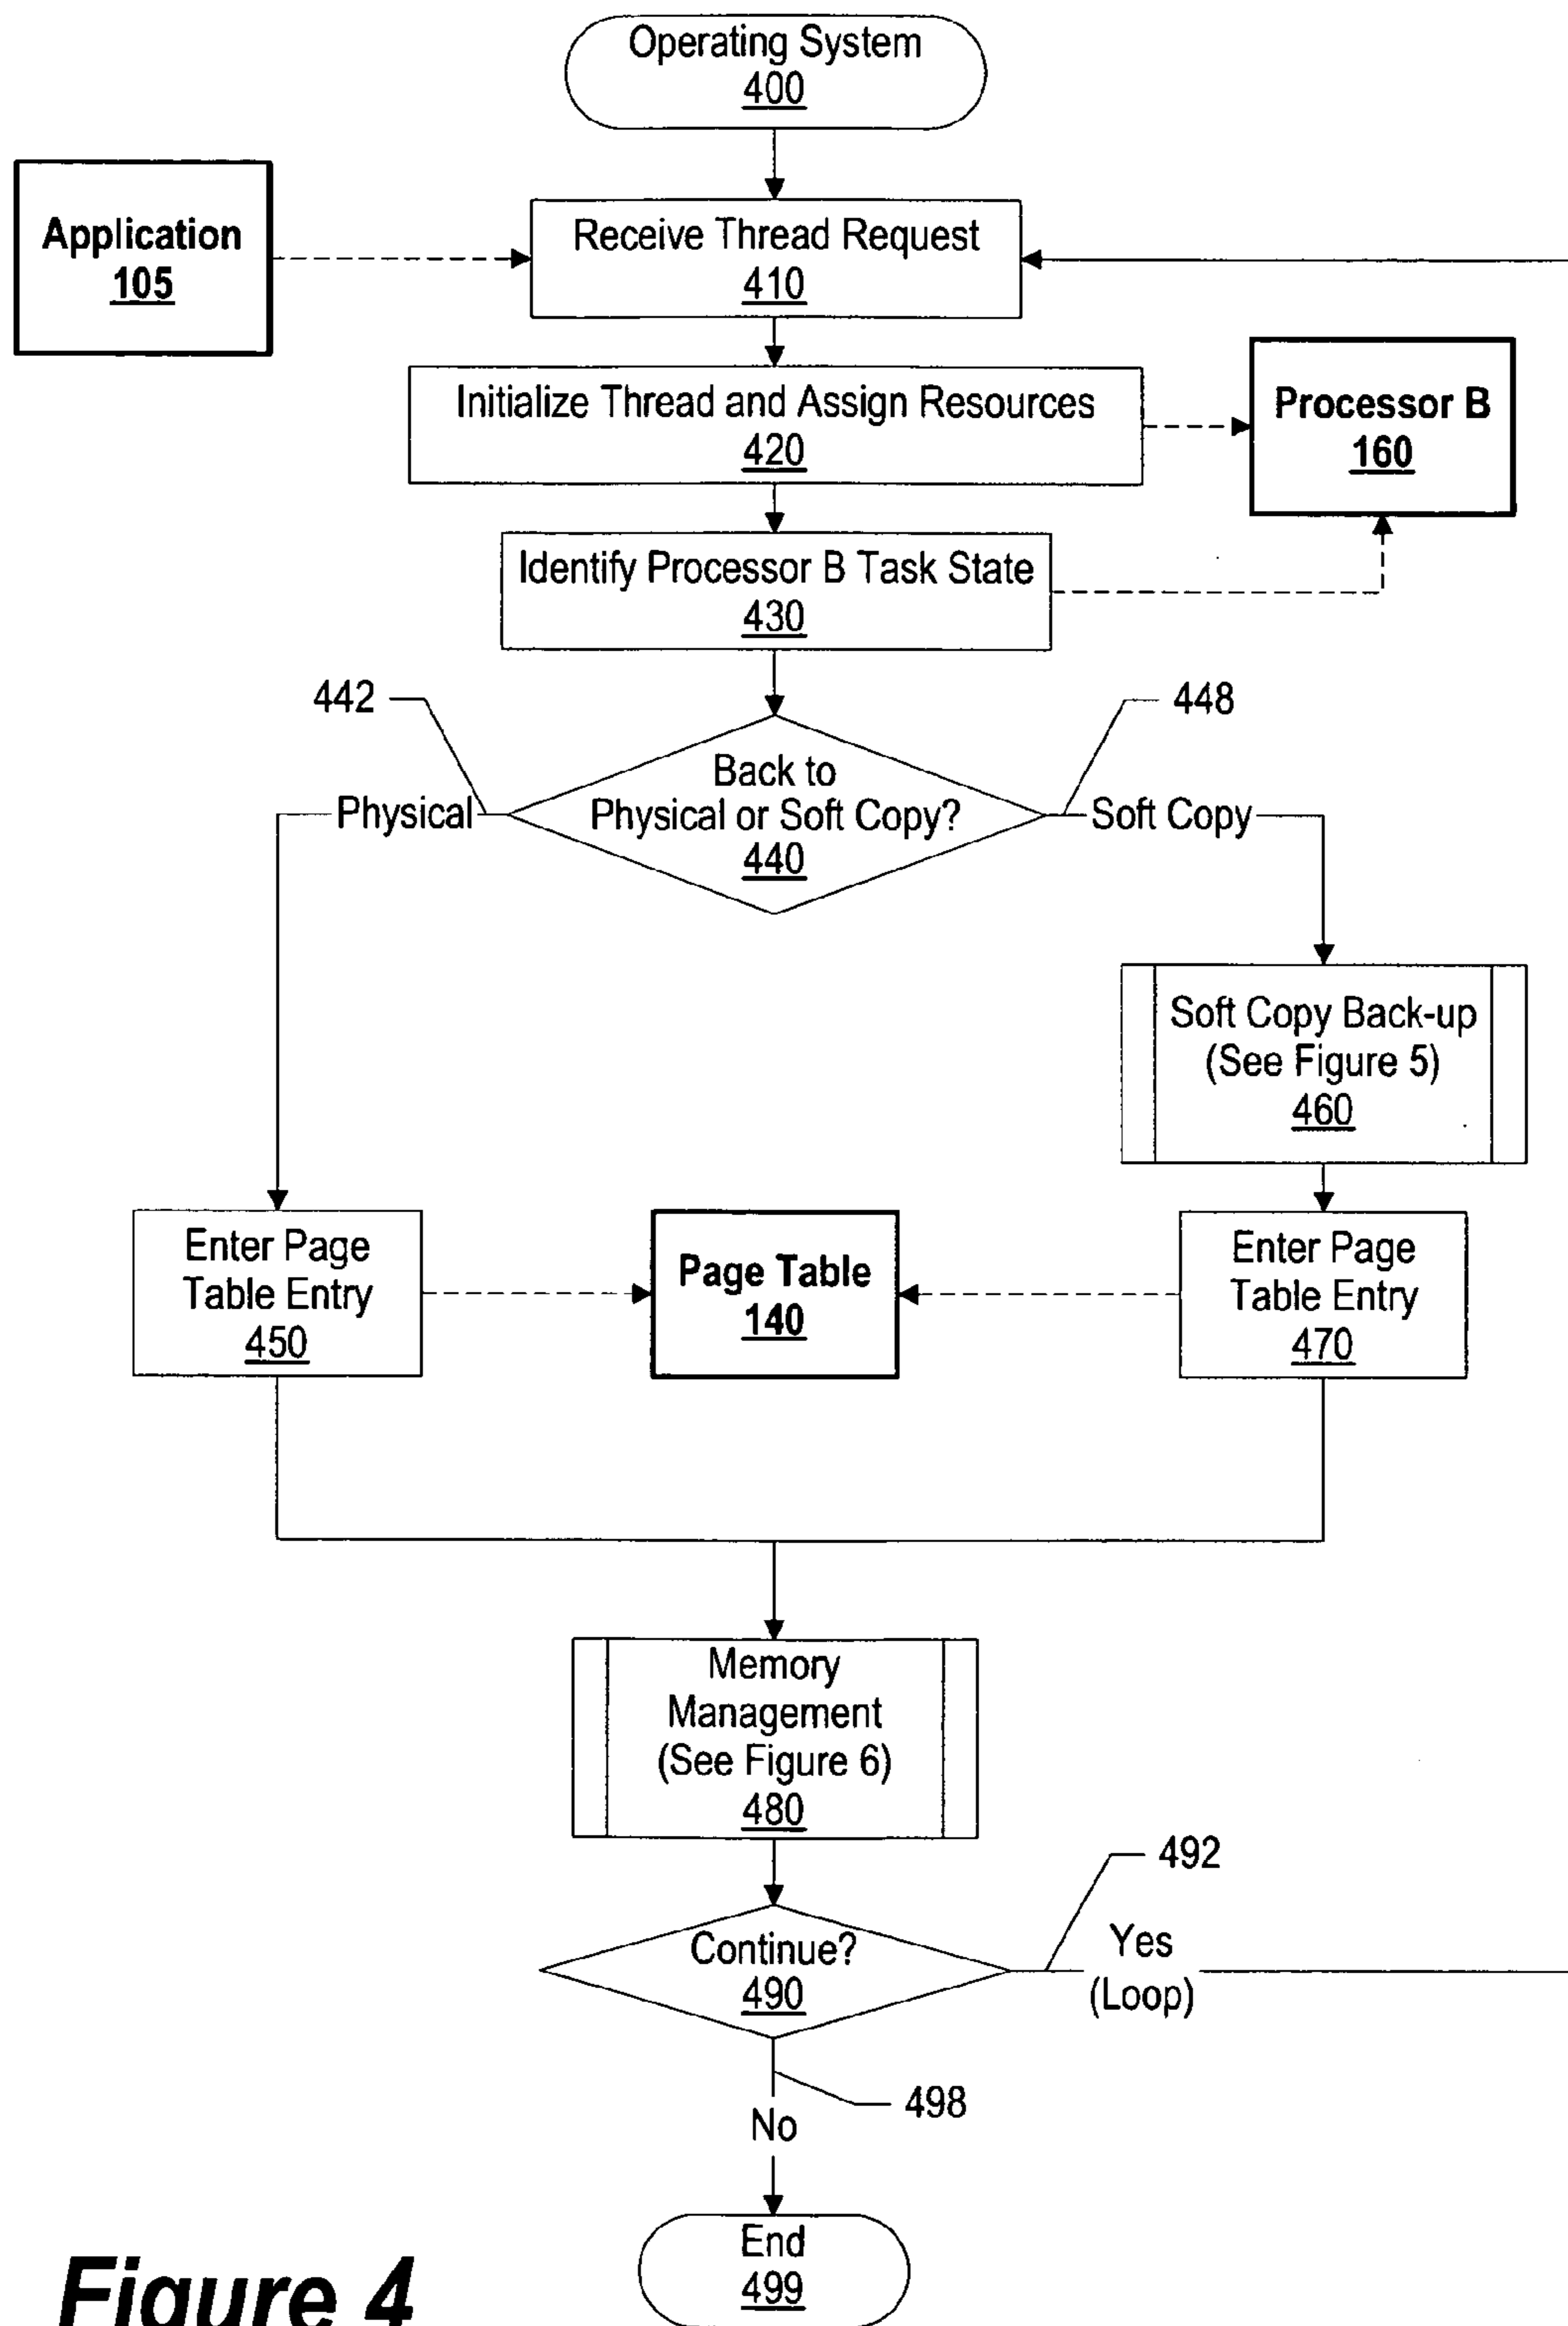 Operating System
400
Application
105
Receive Thread Request
410
Initialize Thread and Assign Resources
420
Processor B
160
Identify Processor B Task State
430
442
448
Back to
Physical or Soft Copy?
440
Physical
Soft Copy
Soft Copy Back-up
(See Figure 5)
460
Enter Page
Table Entry
450
Page Table
140
Enter Page
Table Entry
470
Memory
Management
(See Figure 6)
480
492
Continue?
490
Yes
(Loop)
498
No
End
499
Figure 4